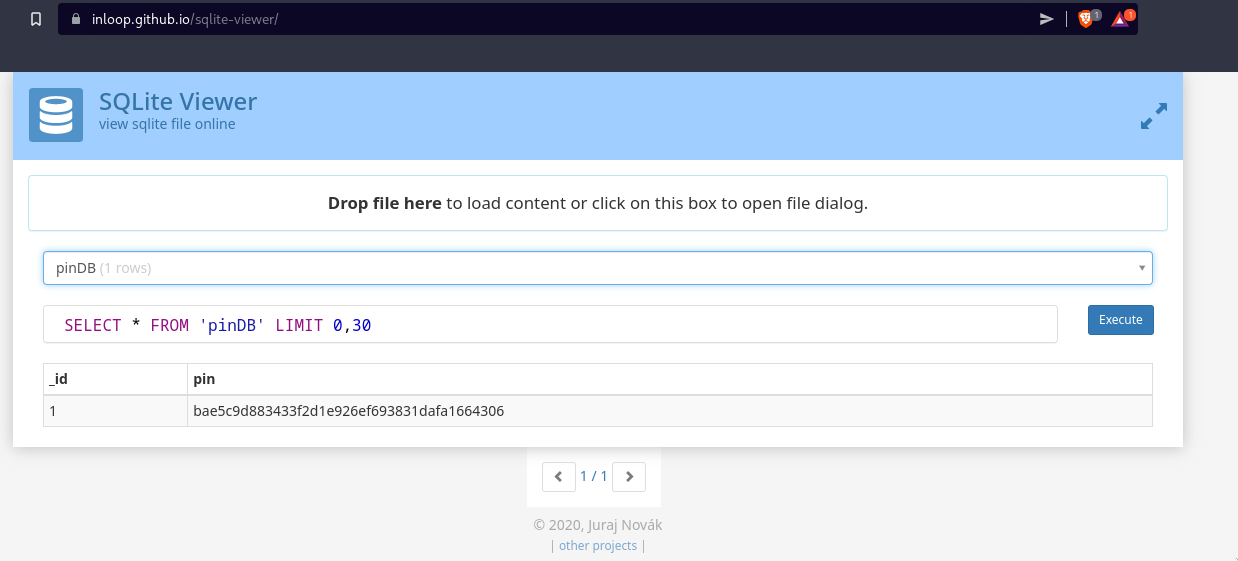 inloop.github.io/sqlite-viewer/
1
1
SQLite Viewer
view sqlite file online
Drop file here to load content or click on this box to open file dialog.
pinDB (1 rows)
SELECT * FROM 'pinDB' LIMIT 0,30
Execute
_id pin
1 bae5c9d883433f2d1e926ef693831dafa1664306
1 / 1
© 2020, Juraj Novák
| other projects |